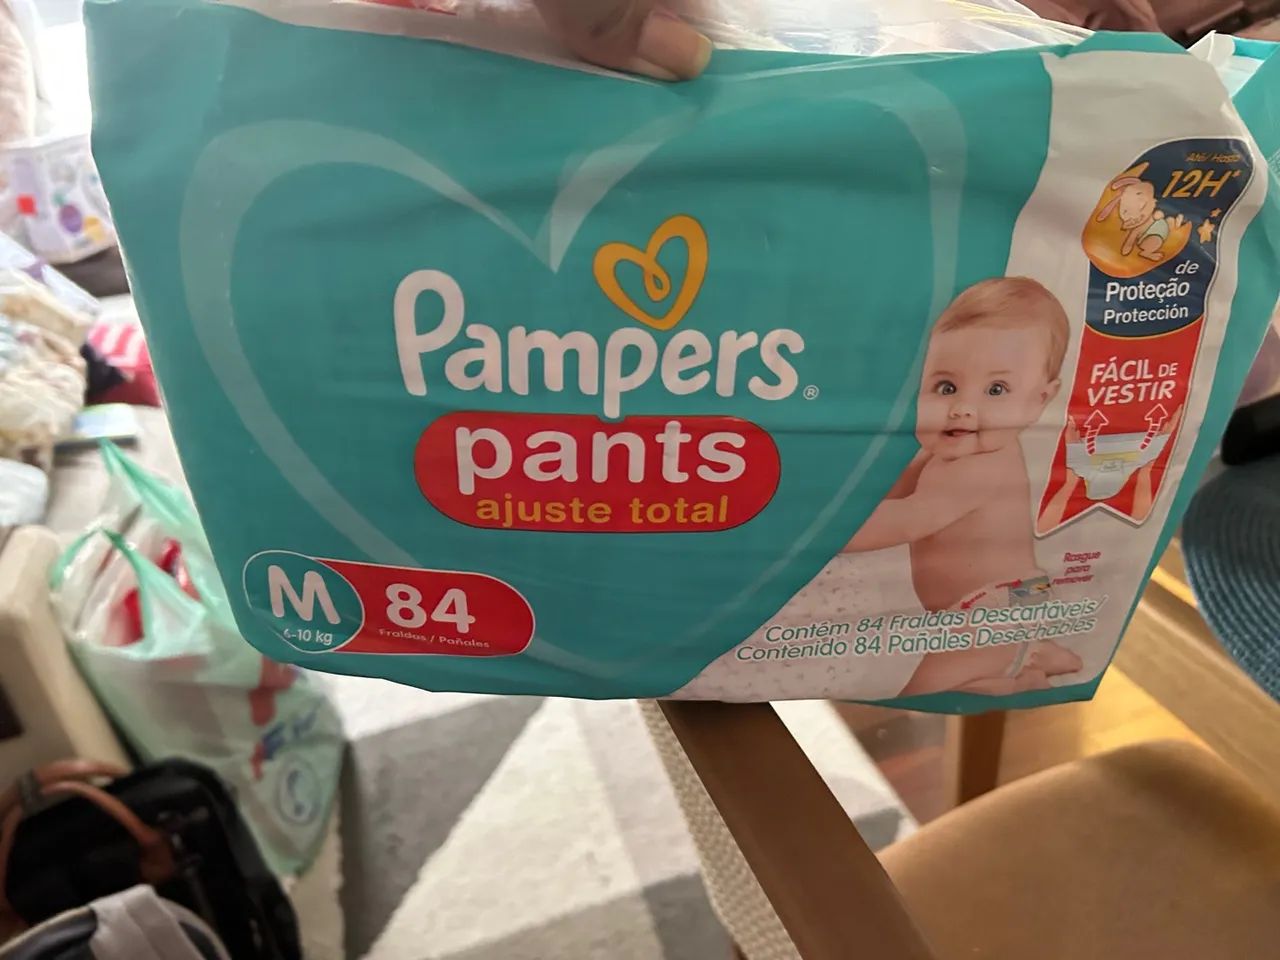 Pampers®
pants
ajuste total
M
6-10 kg
84
Fraldas / Pañales
Até/ Hasta
12H*
de
Proteção
Protección
FÁCIL DE
VESTIR
Rasgue
para
remover
Contém 84 Fraldas Descartáveis/
Contenido 84 Pañales Desechables